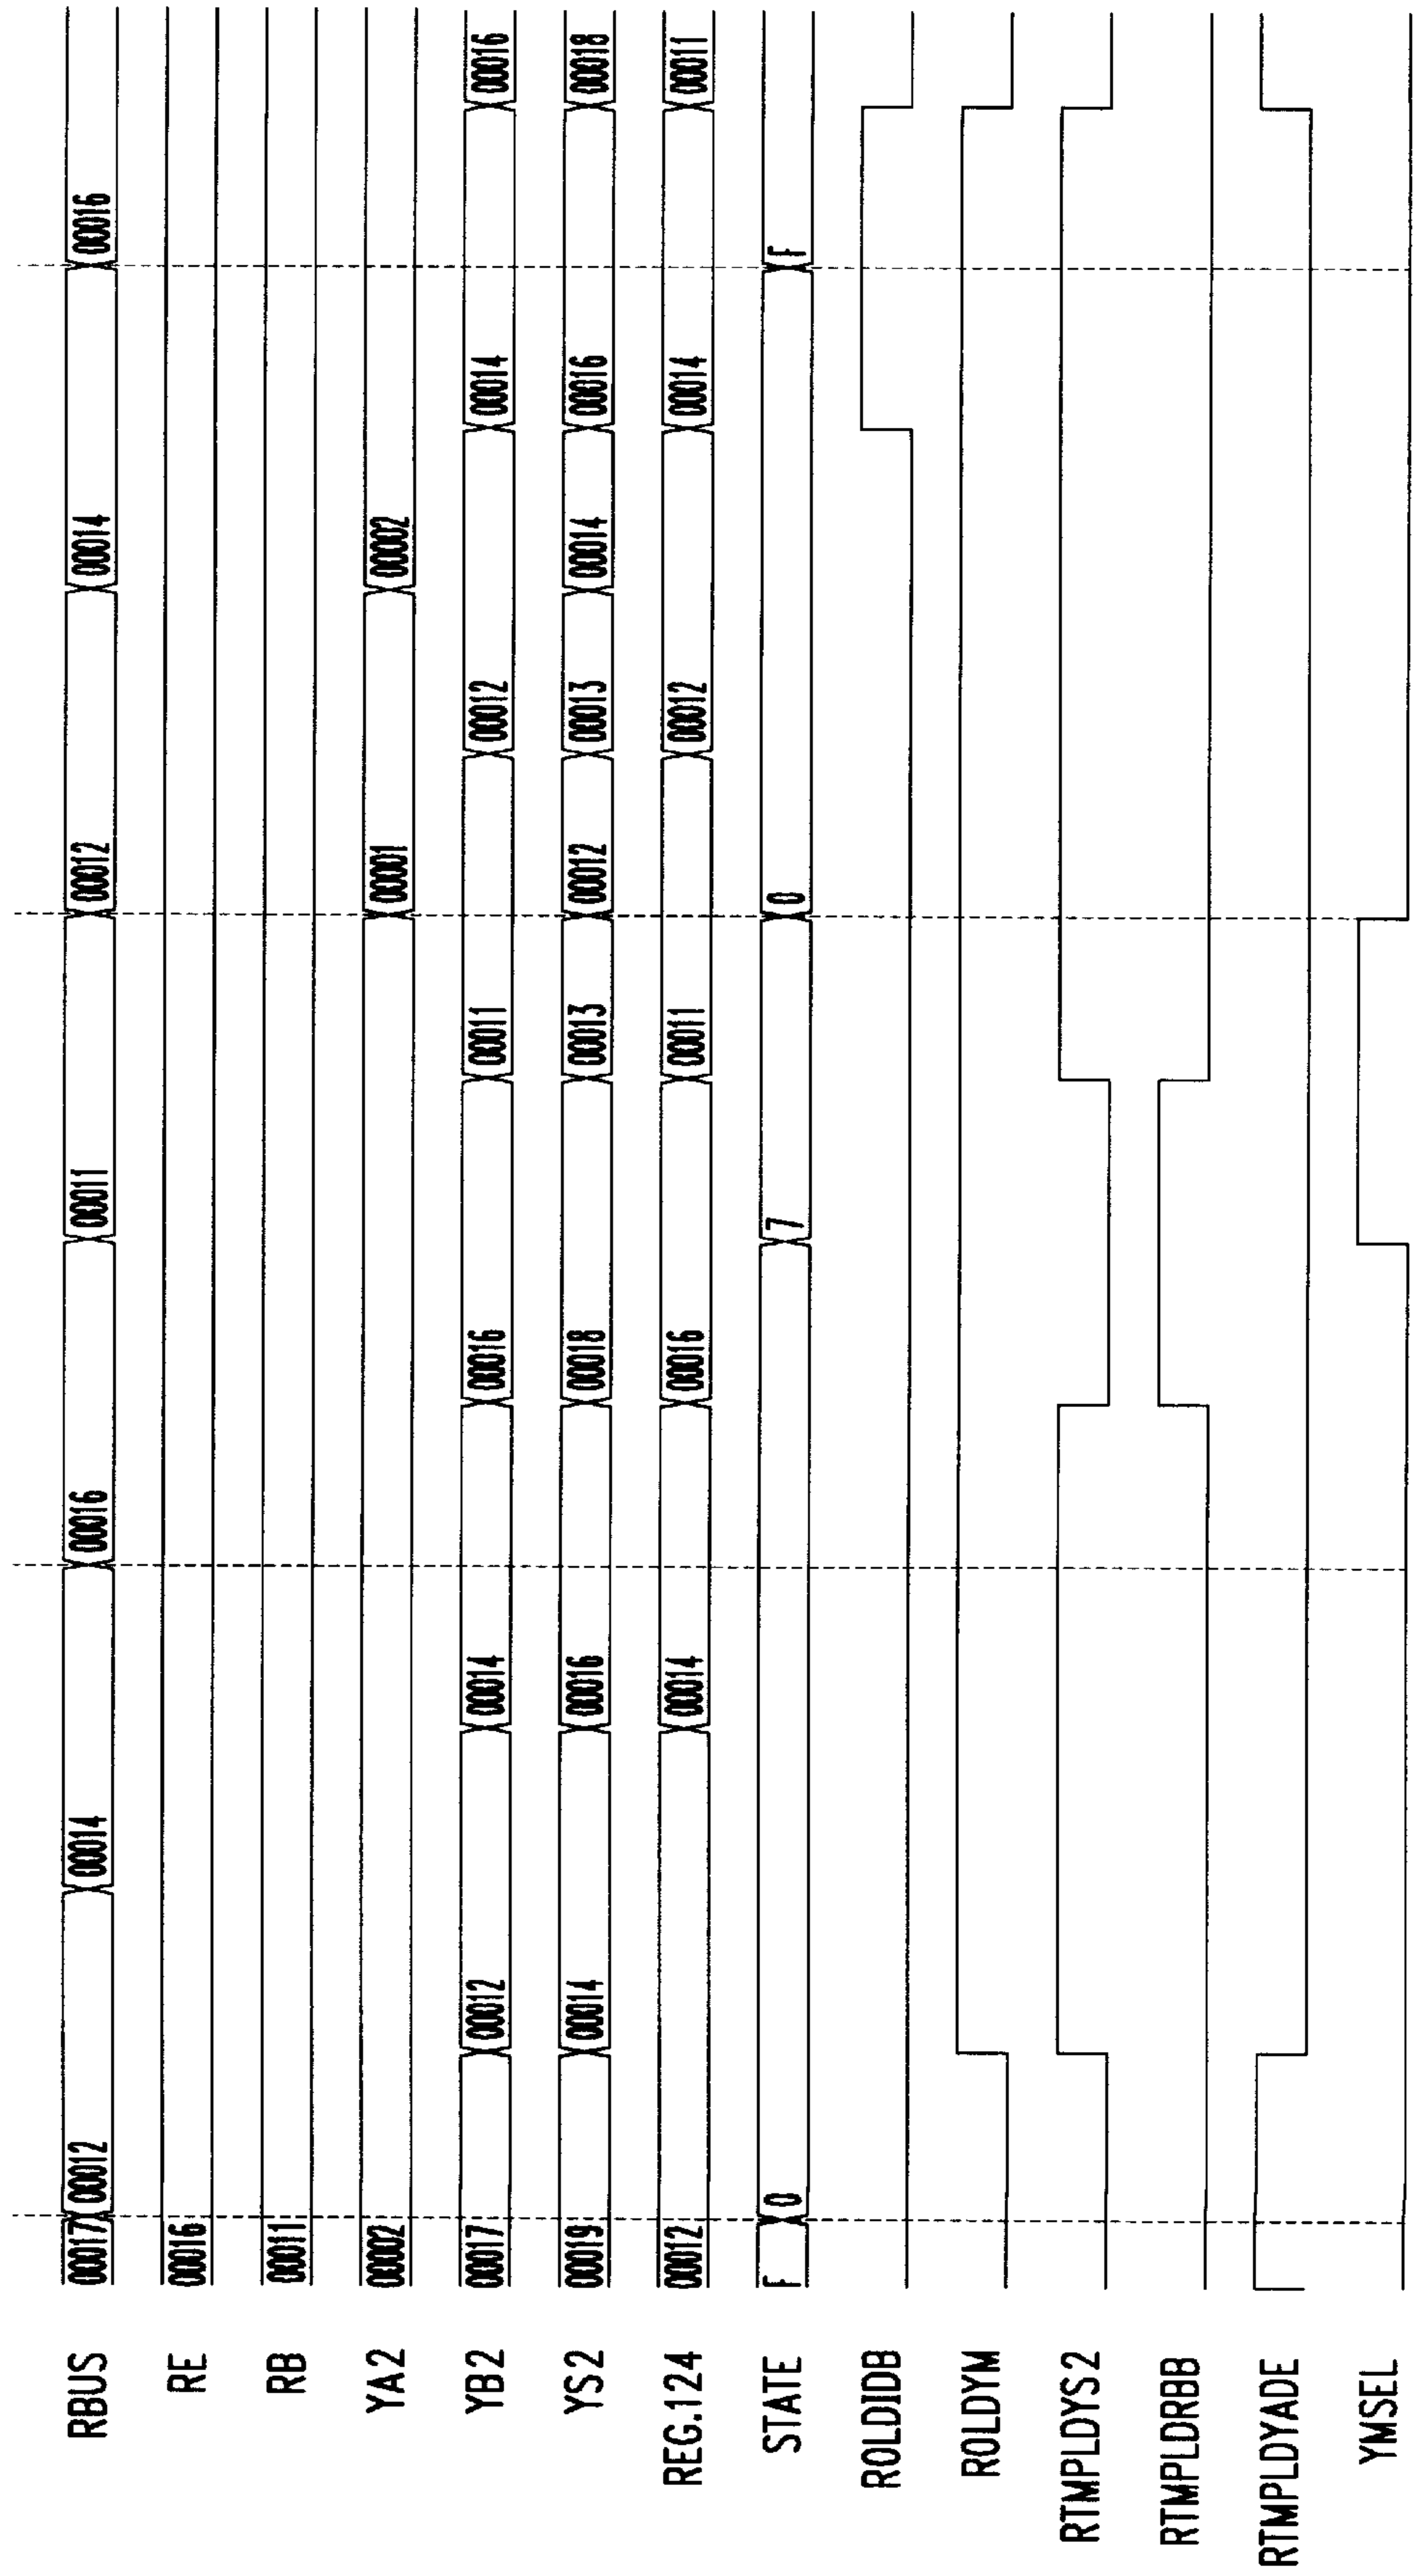 RBUS 00017 00012 00014 00016 00011 00012 00014 00016
RE 00016
RB 00011
YA2 00002 00001 00002
YB2 00017 00012 00014 00016 00011 00012 00014 00016
YS2 00019 00014 00016 00018 00013 00012 00013 00014 00016 00018
REG.124 00012 00014 00016 00011 00012 00014 00011
STATE F 0 7 0 F
ROLDIDB
ROLDYM
RTMPLDYS2
RTMPLDRBB
RTMPLDYADE
YMSEL